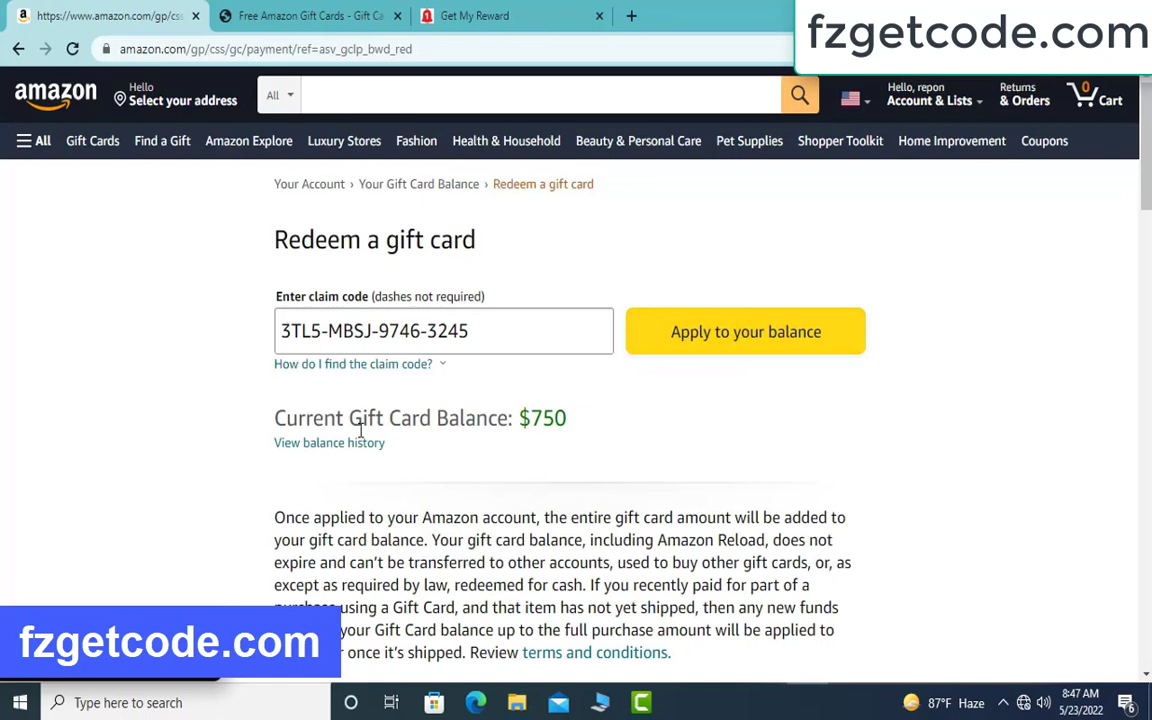 https://www.amazon.com/gp/css
Free Amazon Gift Cards - Gift Ca
Get My Reward
fzgetcode.com
amazon.com/gp/css/gc/payment/ref=asv_gclp_bwd_red
amazon
Hello
Select your address
All
Hello, repon
Account & Lists
Returns
& Orders
0
Cart
All Gift Cards Find a Gift Amazon Explore Luxury Stores Fashion Health & Household Beauty & Personal Care Pet Supplies Shopper Toolkit Home Improvement Coupons
Your Account › Your Gift Card Balance › Redeem a gift card
Redeem a gift card
Enter claim code (dashes not required)
3TL5-MBSJ-9746-3245
Apply to your balance
How do I find the claim code?
Current Gift Card Balance: $750
View balance history
Once applied to your Amazon account, the entire gift card amount will be added to
your gift card balance. Your gift card balance, including Amazon Reload, does not
expire and can't be transferred to other accounts, used to buy other gift cards, or, as
except as required by law, redeemed for cash. If you recently paid for part of a
using a Gift Card, and that item has not yet shipped, then any new funds
your Gift Card balance up to the full purchase amount will be applied to
once it's shipped. Review terms and conditions.
fzgetcode.com
Type here to search
87°F Haze
8:47 AM
5/23/2022
6